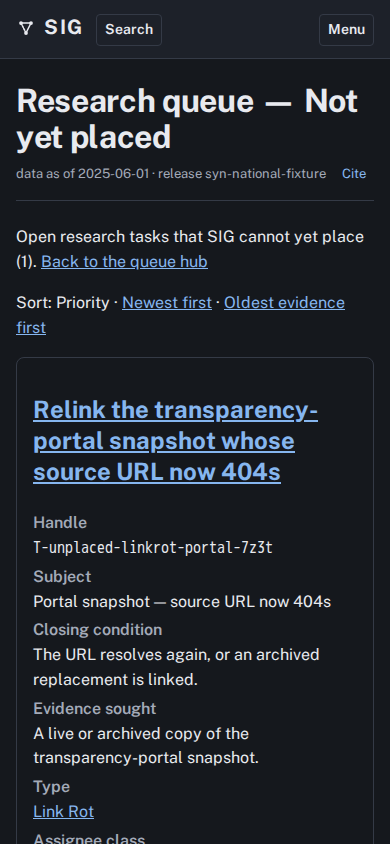 SIG
Search
Menu
Research queue — Not
yet placed
data as of 2025-06-01 · release syn-national-fixture Cite
Open research tasks that SIG cannot yet place
(1). Back to the queue hub
Sort: Priority · Newest first · Oldest evidence
first
Relink the transparency-
portal snapshot whose
source URL now 404s
Handle
T-unplaced-linkrot-portal-7z3t
Subject
Portal snapshot — source URL now 404s
Closing condition
The URL resolves again, or an archived
replacement is linked.
Evidence sought
A live or archived copy of the
transparency-portal snapshot.
Type
Link Rot
Assignee class